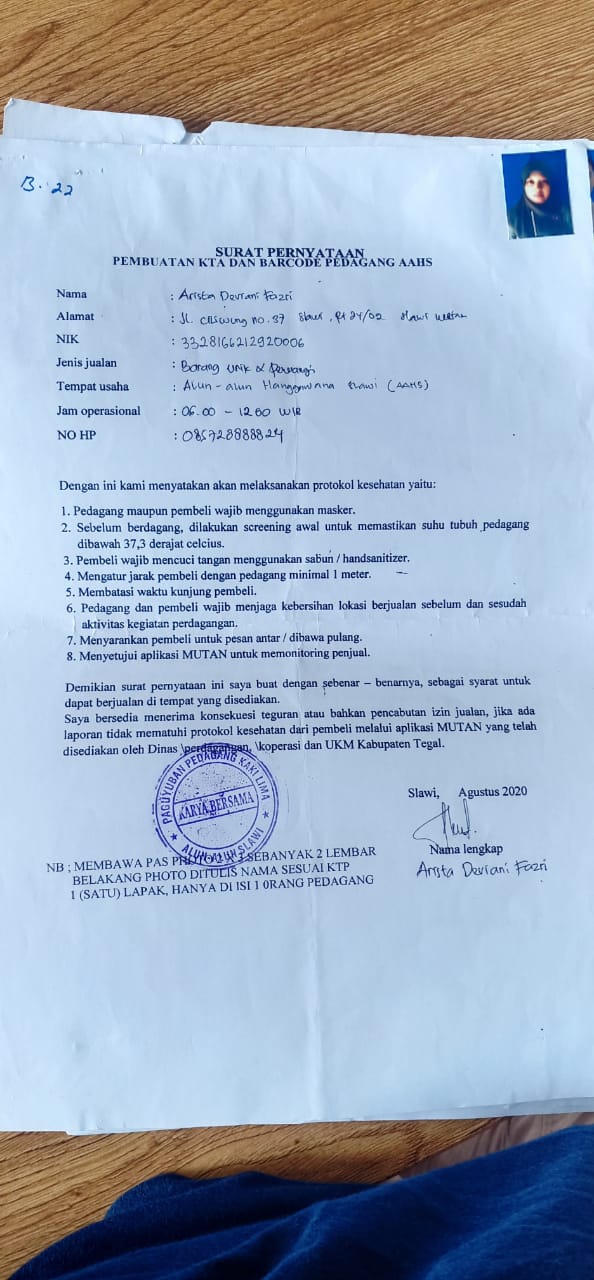 B. 22
SURAT PERNYATAAN
PEMBUATAN KTA DAN BARCODE PEDAGANG AAHS
Nama : Arista Devrani Fazri
Alamat : JL. Ciliwung no. 37 Slawi, Rt 24/02 Slawi wetan
NIK : 3328166212920006
Jenis jualan : Barang unik & Pewangi
Tempat usaha : Alun-alun Hanggawana Slawi (AAHS)
Jam operasional : 06.00 - 1200 WIB
NO HP : 085728888824
Dengan ini kami menyatakan akan melaksanakan protokol kesehatan yaitu:
1. Pedagang maupun pembeli wajib menggunakan masker.
2. Sebelum berdagang, dilakukan screening awal untuk memastikan suhu tubuh pedagang
dibawah 37,3 derajat celcius.
3. Pembeli wajib mencuci tangan menggunakan sabun / handsanitizer.
4. Mengatur jarak pembeli dengan pedagang minimal 1 meter.
5. Membatasi waktu kunjung pembeli.
6. Pedagang dan pembeli wajib menjaga kebersihan lokasi berjualan sebelum dan sesudah
aktivitas kegiatan perdagangan.
7. Menyarankan pembeli untuk pesan antar / dibawa pulang.
8. Menyetujui aplikasi MUTAN untuk memonitoring penjual.
Demikian surat pernyataan ini saya buat dengan sebenar – benarnya, sebagai syarat untuk
dapat berjualan di tempat yang disediakan.
Saya bersedia menerima konsekuesi teguran atau bahkan pencabutan izin jualan, jika ada
laporan tidak mematuhi protokol kesehatan dari pembeli melalui aplikasi MUTAN yang telah
disediakan oleh Dinas \perdagangan, \koperasi dan UKM Kabupaten Tegal.
PAGUYUBAN PEDAGANG KAKI LIMA
KARYA BERSAMA
ALUN-ALUN SLAWI
Slawi, Agustus 2020
Nama lengkap
Arista Devrani Fazri
NB ; MEMBAWA PAS PHOTO 2 X 3 SEBANYAK 2 LEMBAR
BELAKANG PHOTO DITULIS NAMA SESUAI KTP
1 (SATU) LAPAK, HANYA DI ISI 1 0RANG PEDAGANG